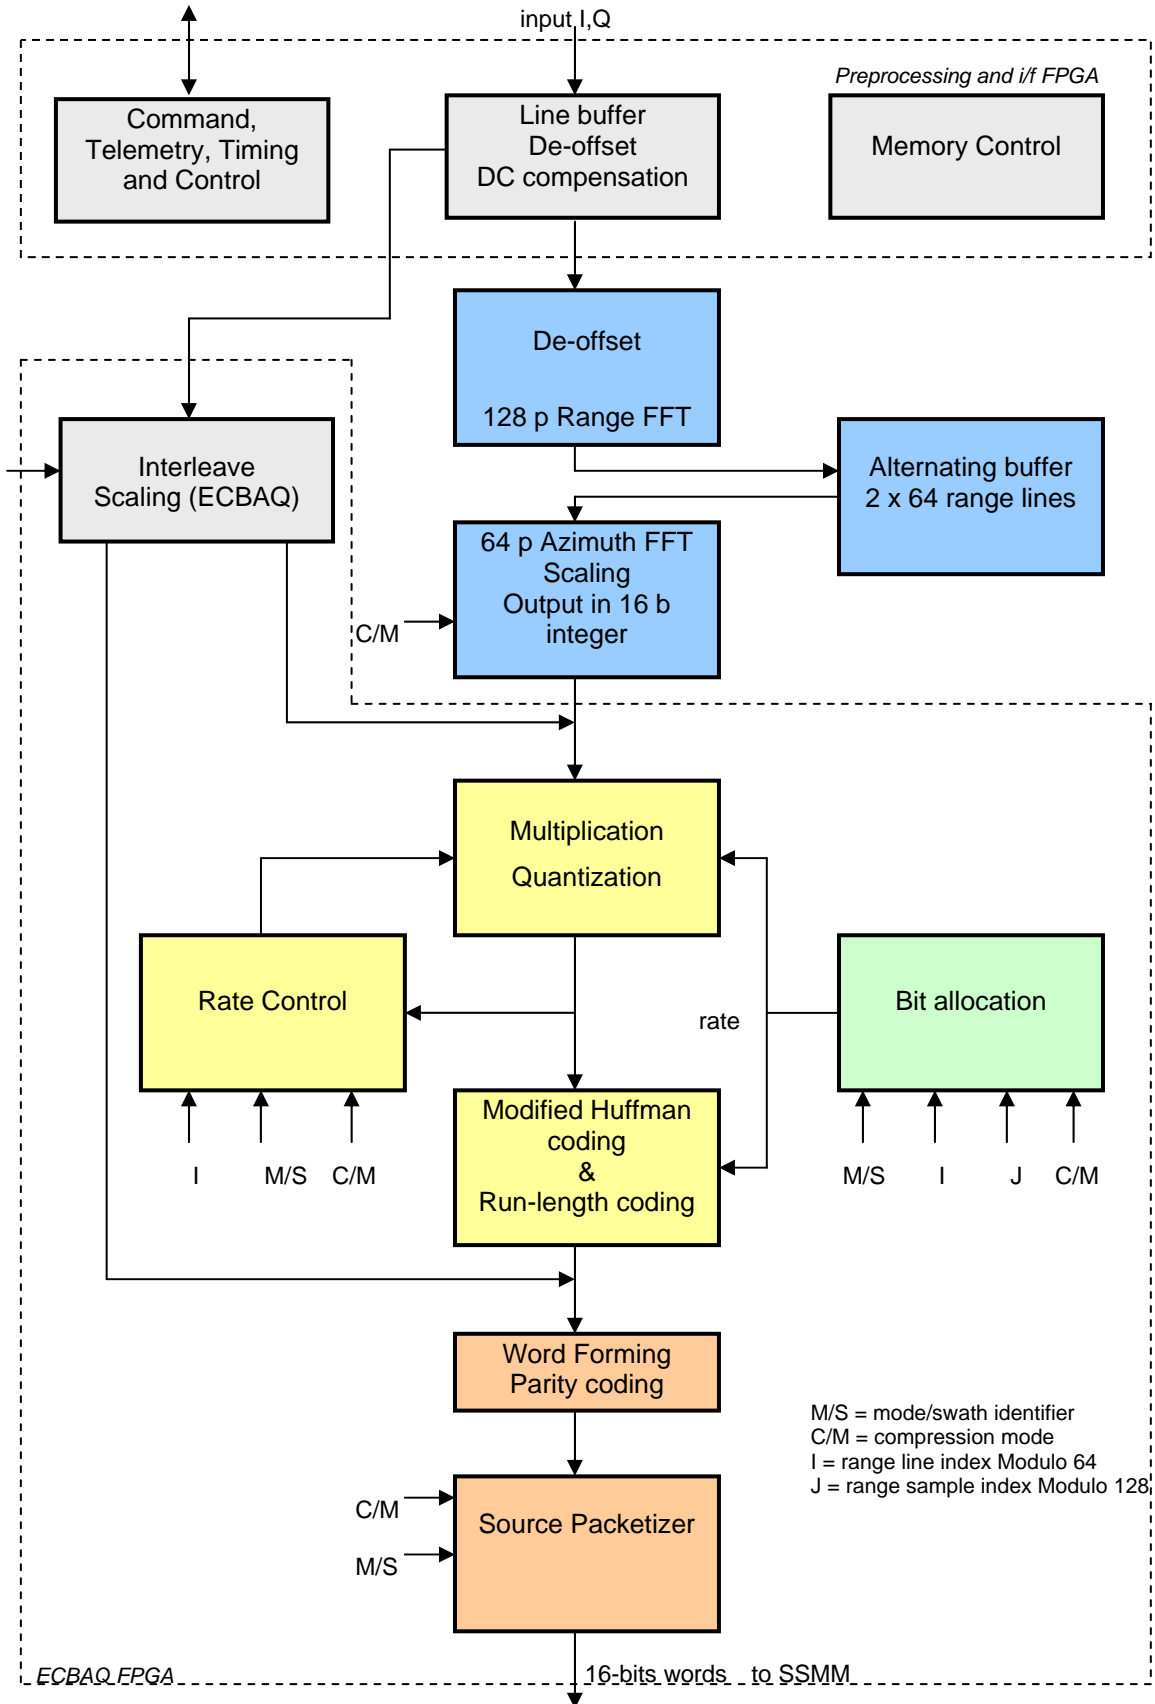 input I,Q
Preprocessing and i/f FPGA
Command,
Telemetry, Timing
and Control
Line buffer
De-offset
DC compensation
Memory Control
De-offset
128 p Range FFT
Interleave
Scaling (ECBAQ)
Alternating buffer
2 x 64 range lines
64 p Azimuth FFT
Scaling
Output in 16 b
integer
C/M
Multiplication
Quantization
Rate Control
rate
Bit allocation
Modified Huffman
coding
&
Run-length coding
I M/S C/M
M/S I J C/M
Word Forming
Parity coding
M/S = mode/swath identifier
C/M = compression mode
I = range line index Modulo 64
J = range sample index Modulo 128
C/M
Source Packetizer
M/S
ECBAQ FPGA
16-bits words to SSMM